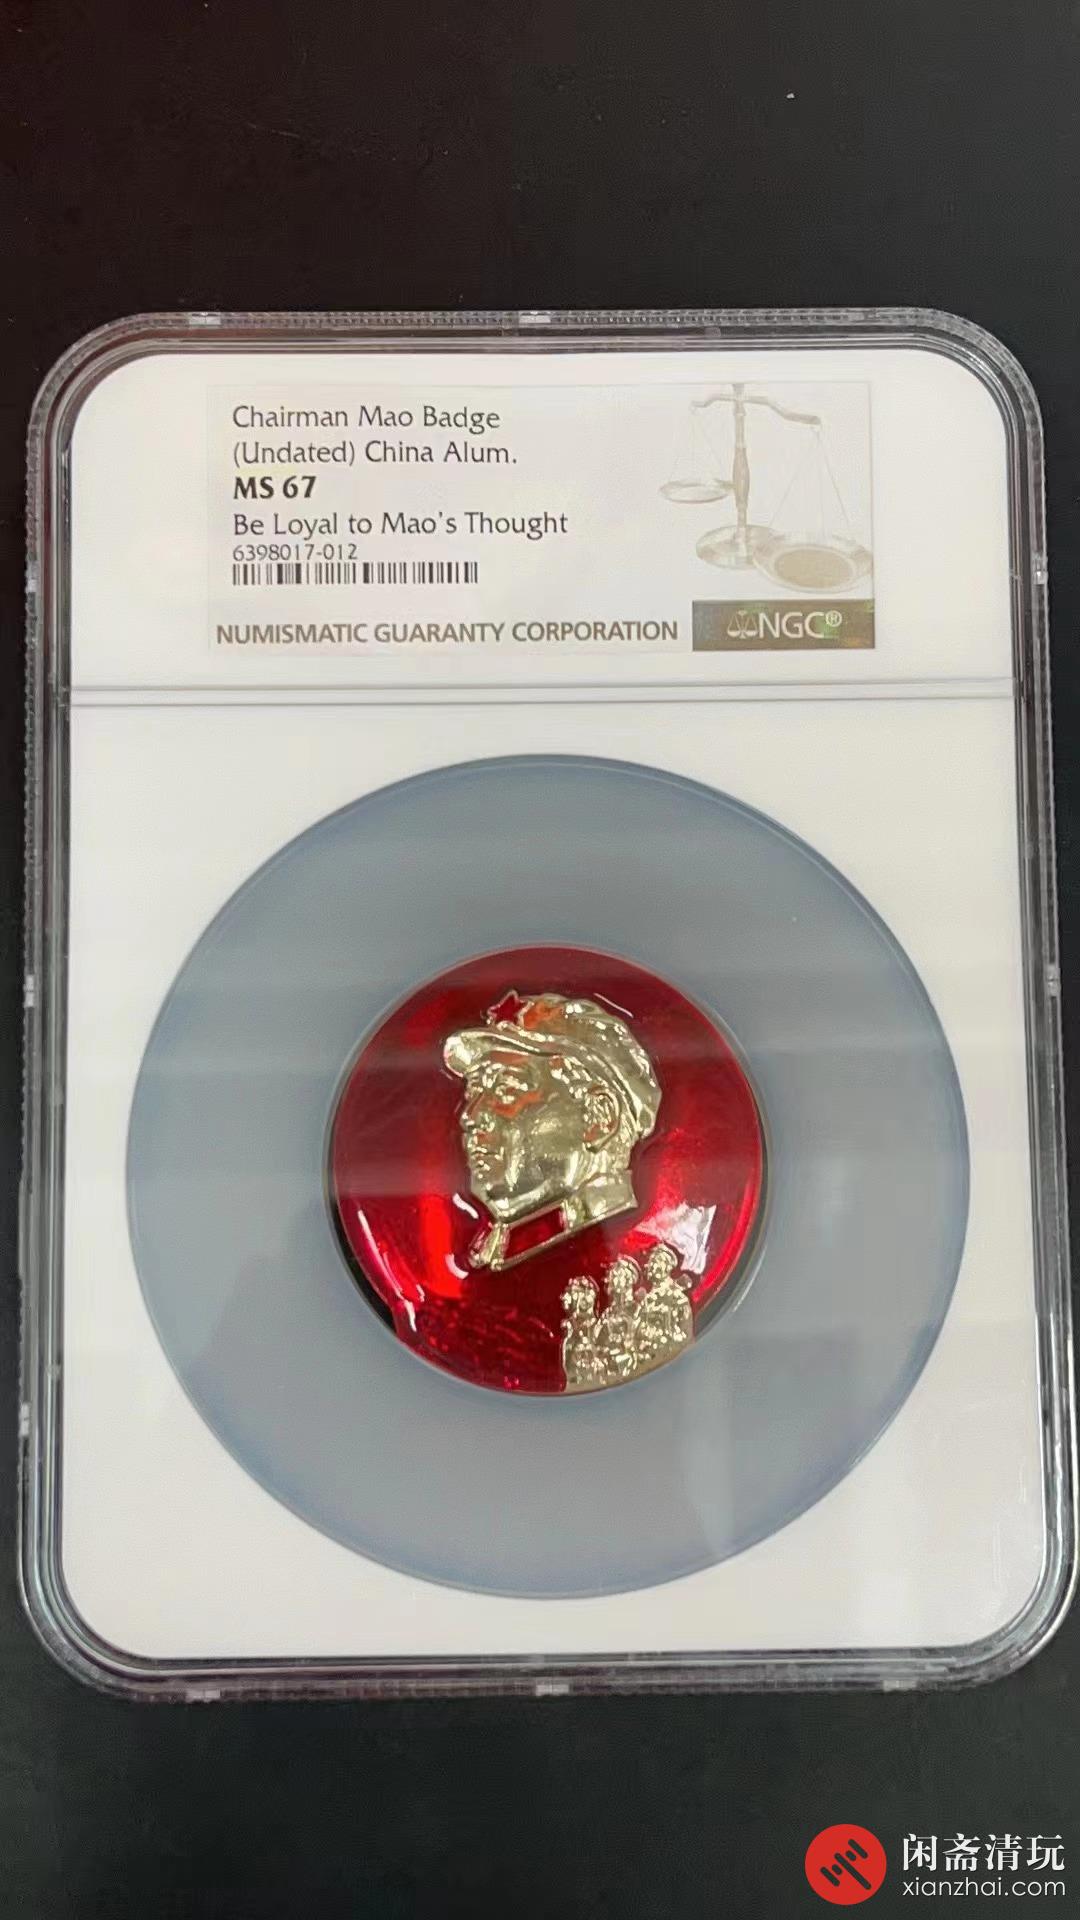 Chairman Mao Badge
(Undated) China Alum.
MS 67
Be Loyal to Mao's Thought
6398017-012
NUMISMATIC GUARANTY CORPORATION NGC®
闲斋清玩
xianzhai.com